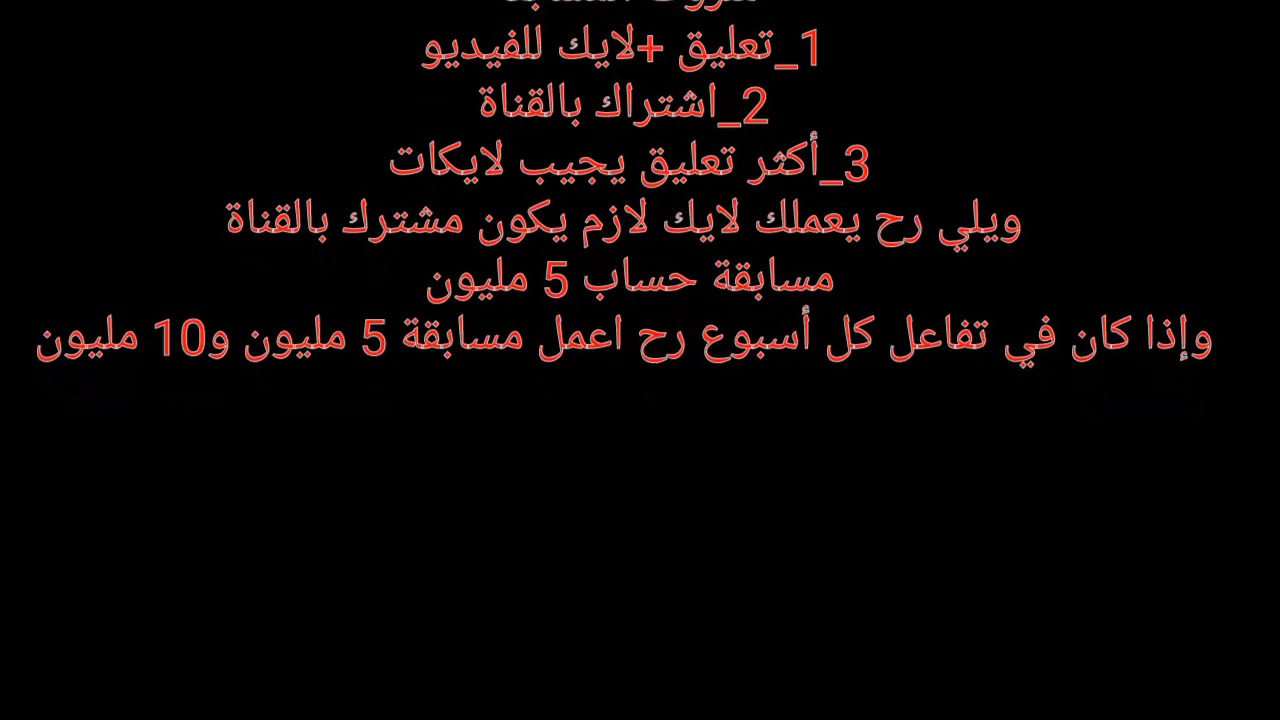 1_تعليق +لايك للفيديو
2_اشتراك بالقناة
3_أكثر تعليق يجيب لايكات
ويلي رح يعملك لايك لازم يكون مشترك بالقناة
مسابقة حساب 5 مليون
وإذا كان في تفاعل كل أسبوع رح اعمل مسابقة 5 مليون و10 مليون